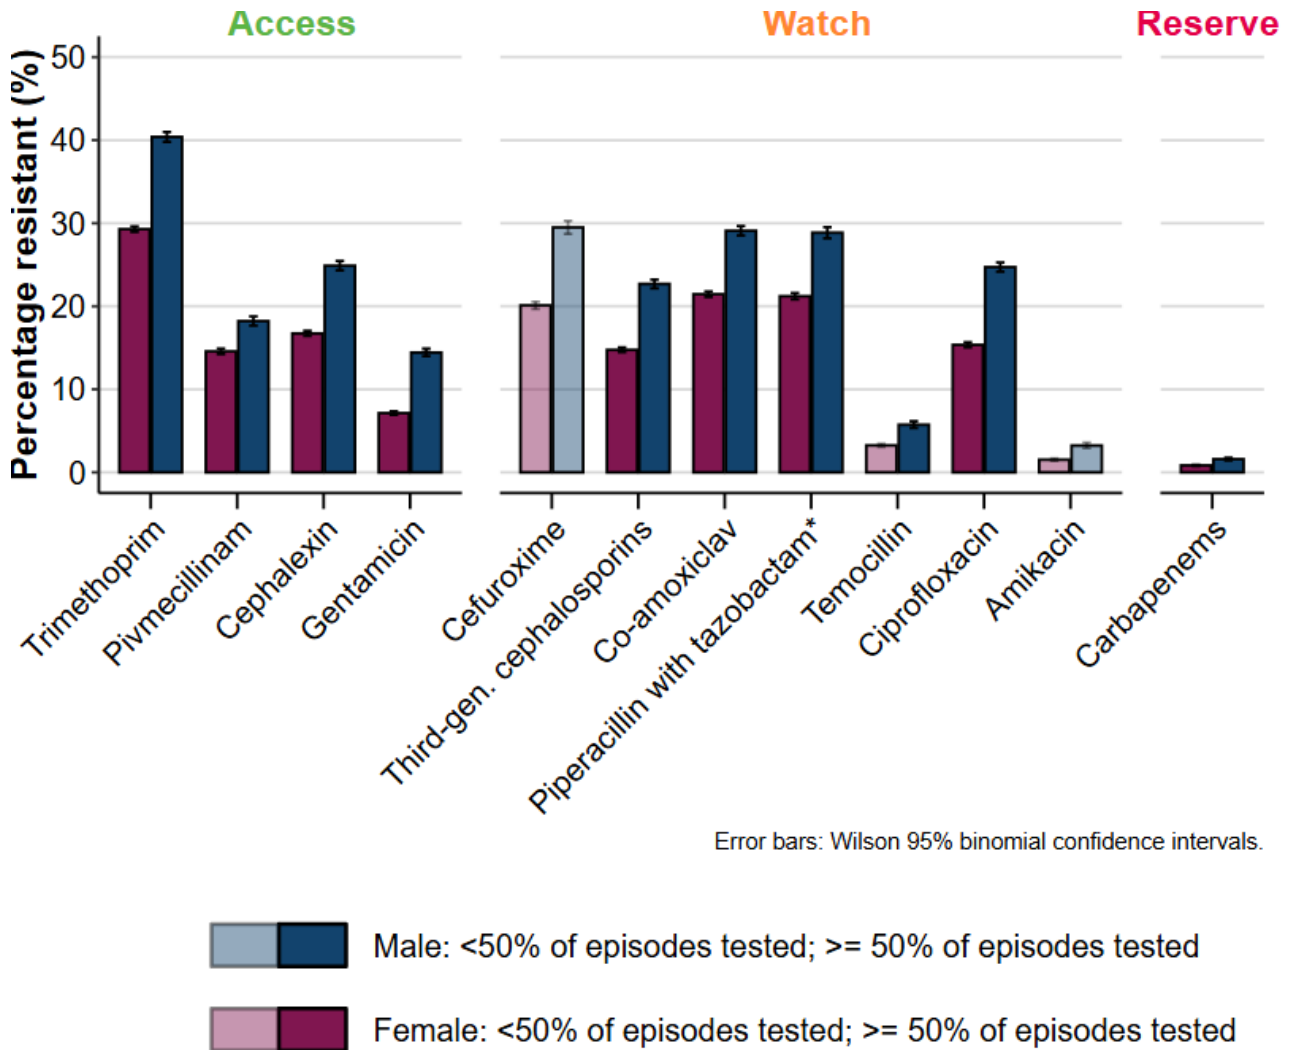 Access Watch Reserve
Percentage resistant (%)
50
40
30
20
10
0
Trimethoprim
Pivmecillinam
Cephalexin
Gentamicin
Cefuroxime
Third-gen. cephalosporins
Co-amoxiclav
Piperacillin with tazobactam*
Temocillin
Ciprofloxacin
Amikacin
Carbapenems
Error bars: Wilson 95% binomial confidence intervals.
Male: <50% of episodes tested; >= 50% of episodes tested
Female: <50% of episodes tested; >= 50% of episodes tested